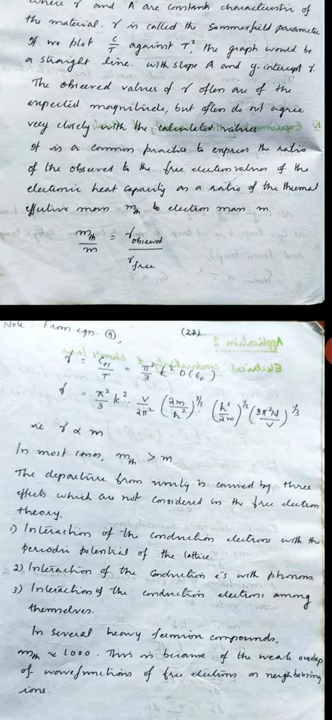 where γ and A are constants characteristic of
the material. γ is called the Sommerfield parameter
If we plot C/T against T², the graph would be
a straight line. with slope A and y-intercept γ.
The observed values of γ often are of the
expected magnitude, but often do not agree
very closely with the calculated values
It is a common practice to express the ratio
of the observed to the free electron values of the
electronic heat capacity as a ratio of the thermal
effective mass m_th to electron mass m
m_th/m = γ observed / γ free
Note: From eqn (9), (27)
γ = C_el/T = π²/3 k² D(ε_F)
γ = π²/3 k² V/2π² (2m/ħ²)^3/2 (ħ²/2m)^1/2 (3π²N/V)^1/3
ie γ ∝ m
In most cases, m_th > m
The departure from unity is caused by three
effects which are not considered in the free electron
theory.
1) Interaction of the conduction electrons with the
periodic potential of the lattice.
2) Interaction of the conduction e⁻s with phonons
3) Interaction of the conduction electrons among
themselves.
In several heavy fermion compounds,
m_th ≈ 1000. This is because of the weak overlap
of wavefunctions of free electrons on neighbouring
ions.